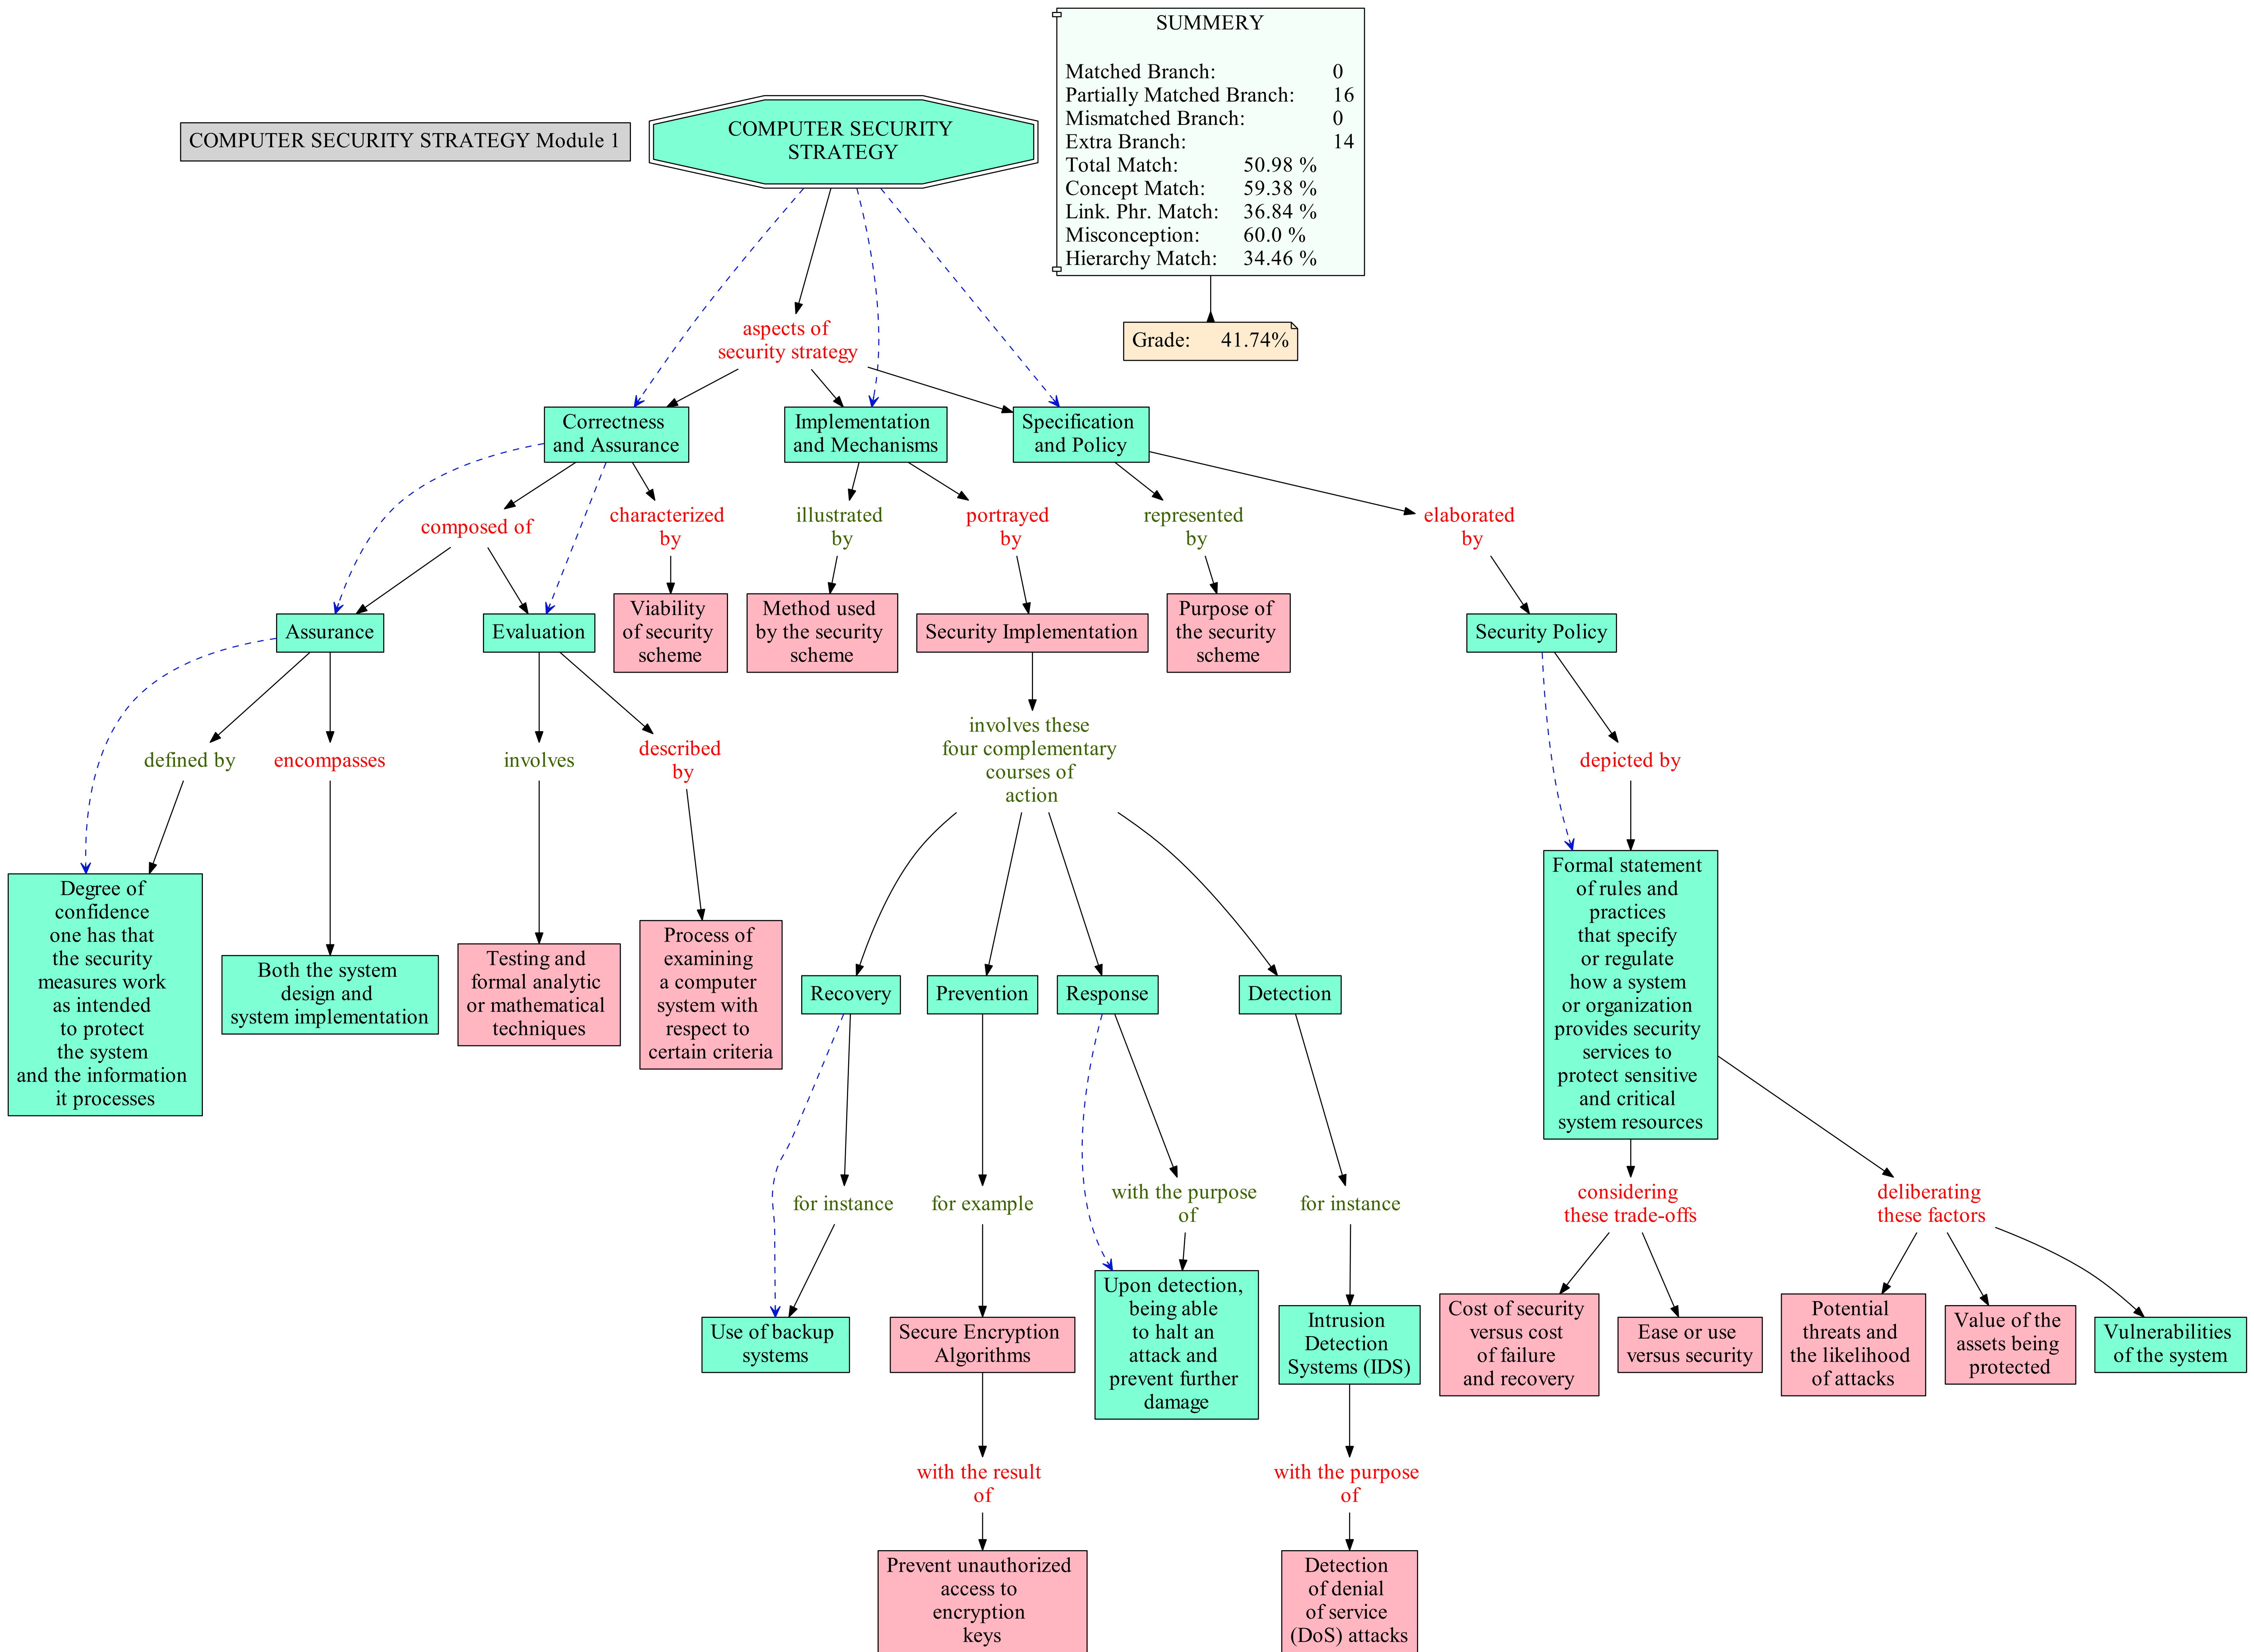 SUMMERY
Matched Branch: 0
Partially Matched Branch: 16
Mismatched Branch: 0
Extra Branch: 14
Total Match: 50.98 %
Concept Match: 59.38 %
Link. Phr. Match: 36.84 %
Misconception: 60.0 %
Hierarchy Match: 34.46 %
Grade: 41.74%
COMPUTER SECURITY STRATEGY Module 1
COMPUTER SECURITY
STRATEGY
aspects of
security strategy
Correctness
and Assurance
Implementation
and Mechanisms
Specification
and Policy
composed of
characterized
by
illustrated
by
portrayed
by
represented
by
elaborated
by
Assurance
Evaluation
Viability
of security
scheme
Method used
by the security
scheme
Security Implementation
Purpose of
the security
scheme
Security Policy
defined by
encompasses
involves
described
by
involves these
four complementary
courses of
action
depicted by
Degree of
confidence
one has that
the security
measures work
as intended
to protect
the system
and the information
it processes
Both the system
design and
system implementation
Testing and
formal analytic
or mathematical
techniques
Process of
examining
a computer
system with
respect to
certain criteria
Recovery
Prevention
Response
Detection
Formal statement
of rules and
practices
that specify
or regulate
how a system
or organization
provides security
services to
protect sensitive
and critical
system resources
for instance
for example
with the purpose
of
for instance
considering
these trade-offs
deliberating
these factors
Use of backup
systems
Secure Encryption
Algorithms
Upon detection,
being able
to halt an
attack and
prevent further
damage
Intrusion
Detection
Systems (IDS)
Cost of security
versus cost
of failure
and recovery
Ease or use
versus security
Potential
threats and
the likelihood
of attacks
Value of the
assets being
protected
Vulnerabilities
of the system
with the result
of
with the purpose
of
Prevent unauthorized
access to
encryption
keys
Detection
of denial
of service
(DoS) attacks